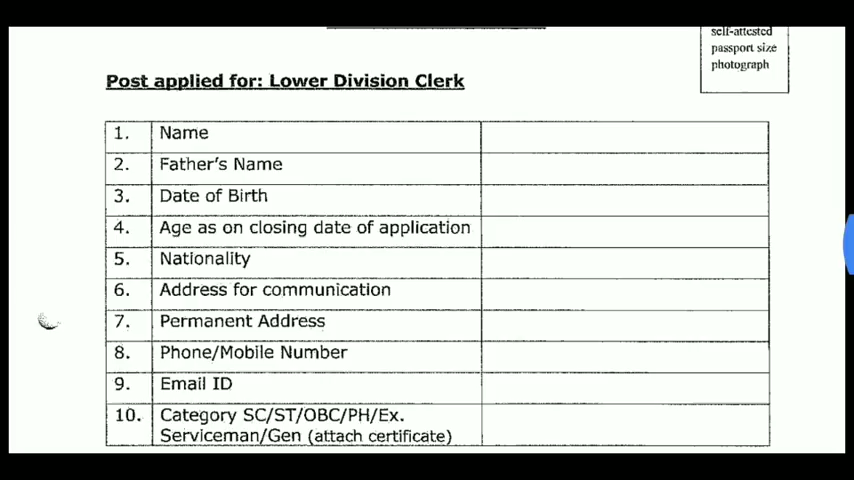 self-attested
passport size
photograph
Post applied for: Lower Division Clerk
1. Name
2. Father's Name
3. Date of Birth
4. Age as on closing date of application
5. Nationality
6. Address for communication
7. Permanent Address
8. Phone/Mobile Number
9. Email ID
10. Category SC/ST/OBC/PH/Ex.
Serviceman/Gen (attach certificate)